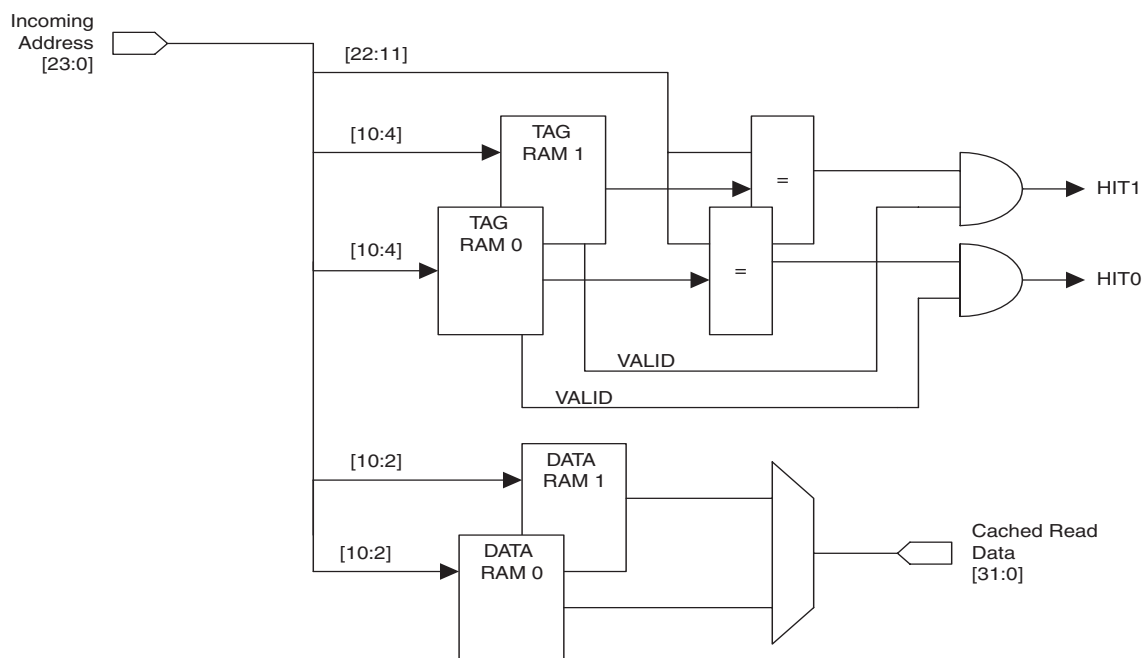 Incoming
Address
[23:0]
[22:11]
[10:4]
TAG
RAM 1
=
HIT1
[10:4]
TAG
RAM 0
=
HIT0
VALID
VALID
[10:2]
DATA
RAM 1
[10:2]
DATA
RAM 0
Cached Read
Data
[31:0]